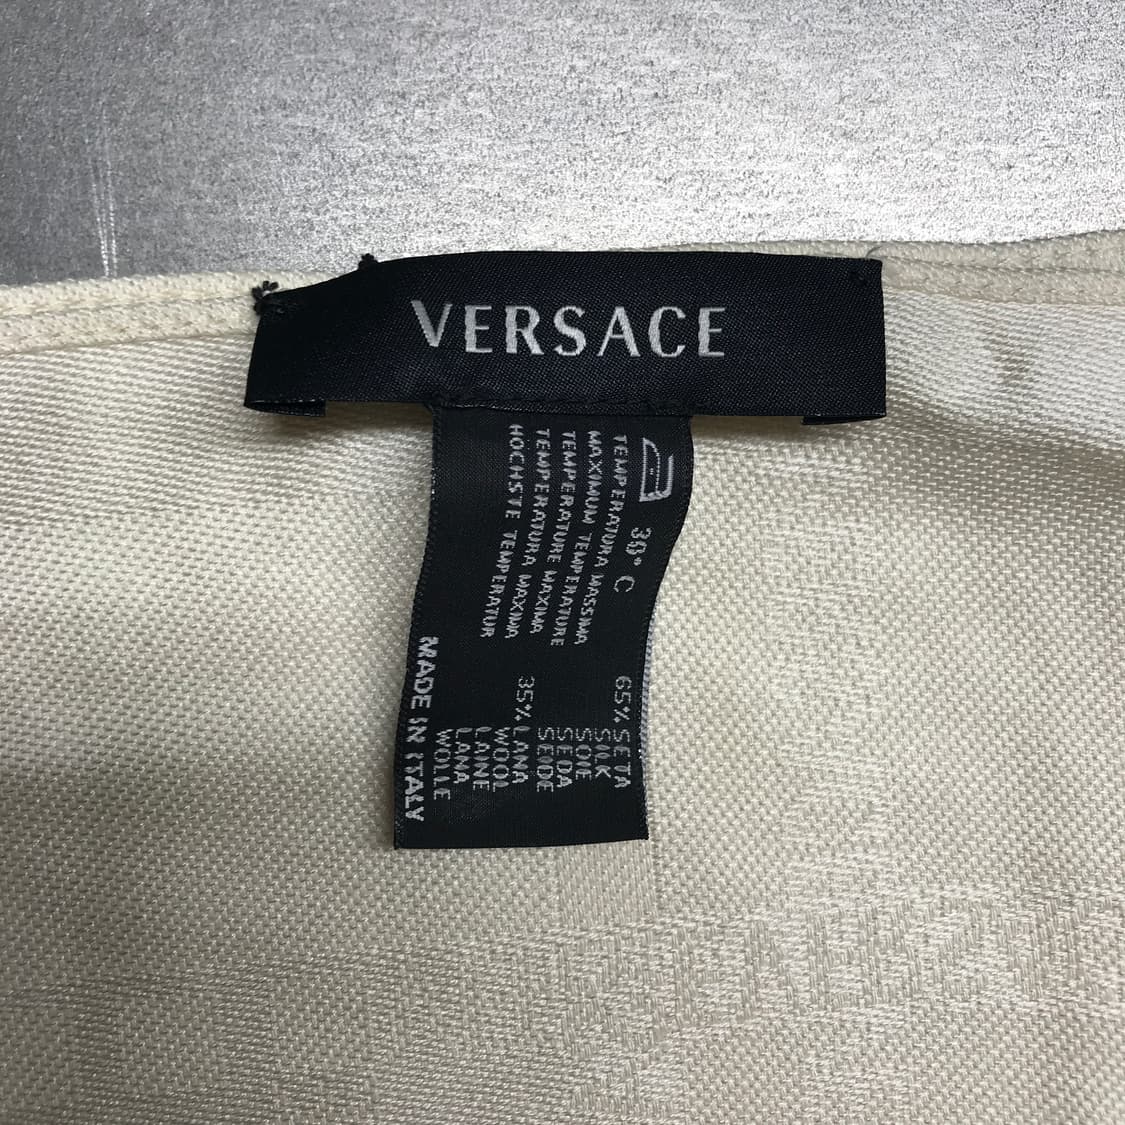 VERSACE
30° C
TEMPERATURA MASSIMA
MAXIMUM TEMPERATURE
TEMPERATURE MAXIMA
TEMPERATURA MAXIMA
HOCHSTE TEMPERATUR
65% SETA
SILK
SOIE
SEDA
SEIDE
35% LANA
WOOL
LAINE
LANA
WOLLE
MADE IN ITALY